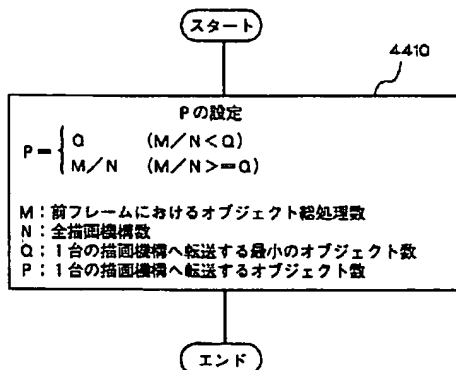 スタート
4410
Pの設定
P= Q (M/N<Q)
M/N (M/N>=Q)
M：前フレームにおけるオブジェクト総処理数
N：全描画機構数
Q：1台の描画機構へ転送する最小のオブジェクト数
P：1台の描画機構へ転送するオブジェクト数
エンド